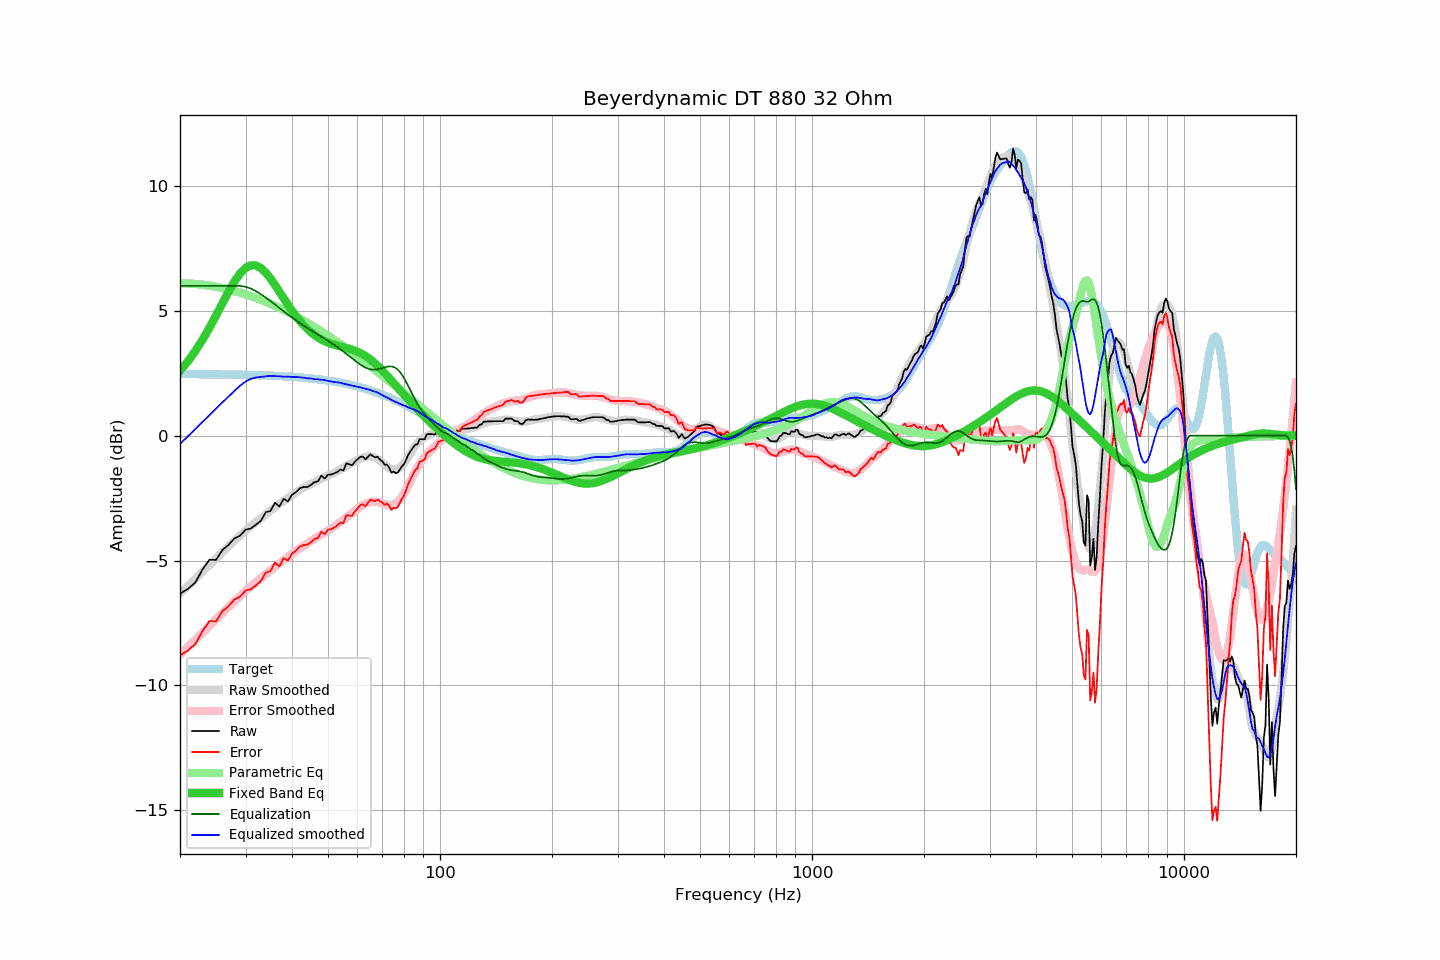 Beyerdynamic DT 880 32 Ohm
Amplitude (dBr)
10
5
0
−5
−10
−15
Target
Raw Smoothed
Error Smoothed
Raw
Error
Parametric Eq
Fixed Band Eq
Equalization
Equalized smoothed
100
1000
10000
Frequency (Hz)